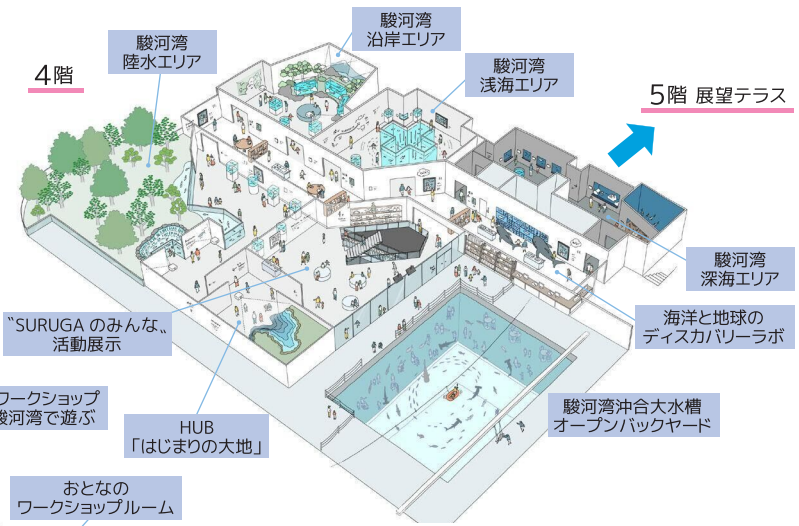 駿河湾
沿岸エリア
駿河湾
陸水エリア
4階
駿河湾
浅海エリア
5階 展望テラス
駿河湾
深海エリア
海洋と地球の
ディスカバリーラボ
〝SURUGA のみんな〟
活動展示
ワークショップ
駿河湾で遊ぶ
HUB
「はじまりの大地」
駿河湾沖合大水槽
オープンバックヤード
おとなの
ワークショップルーム